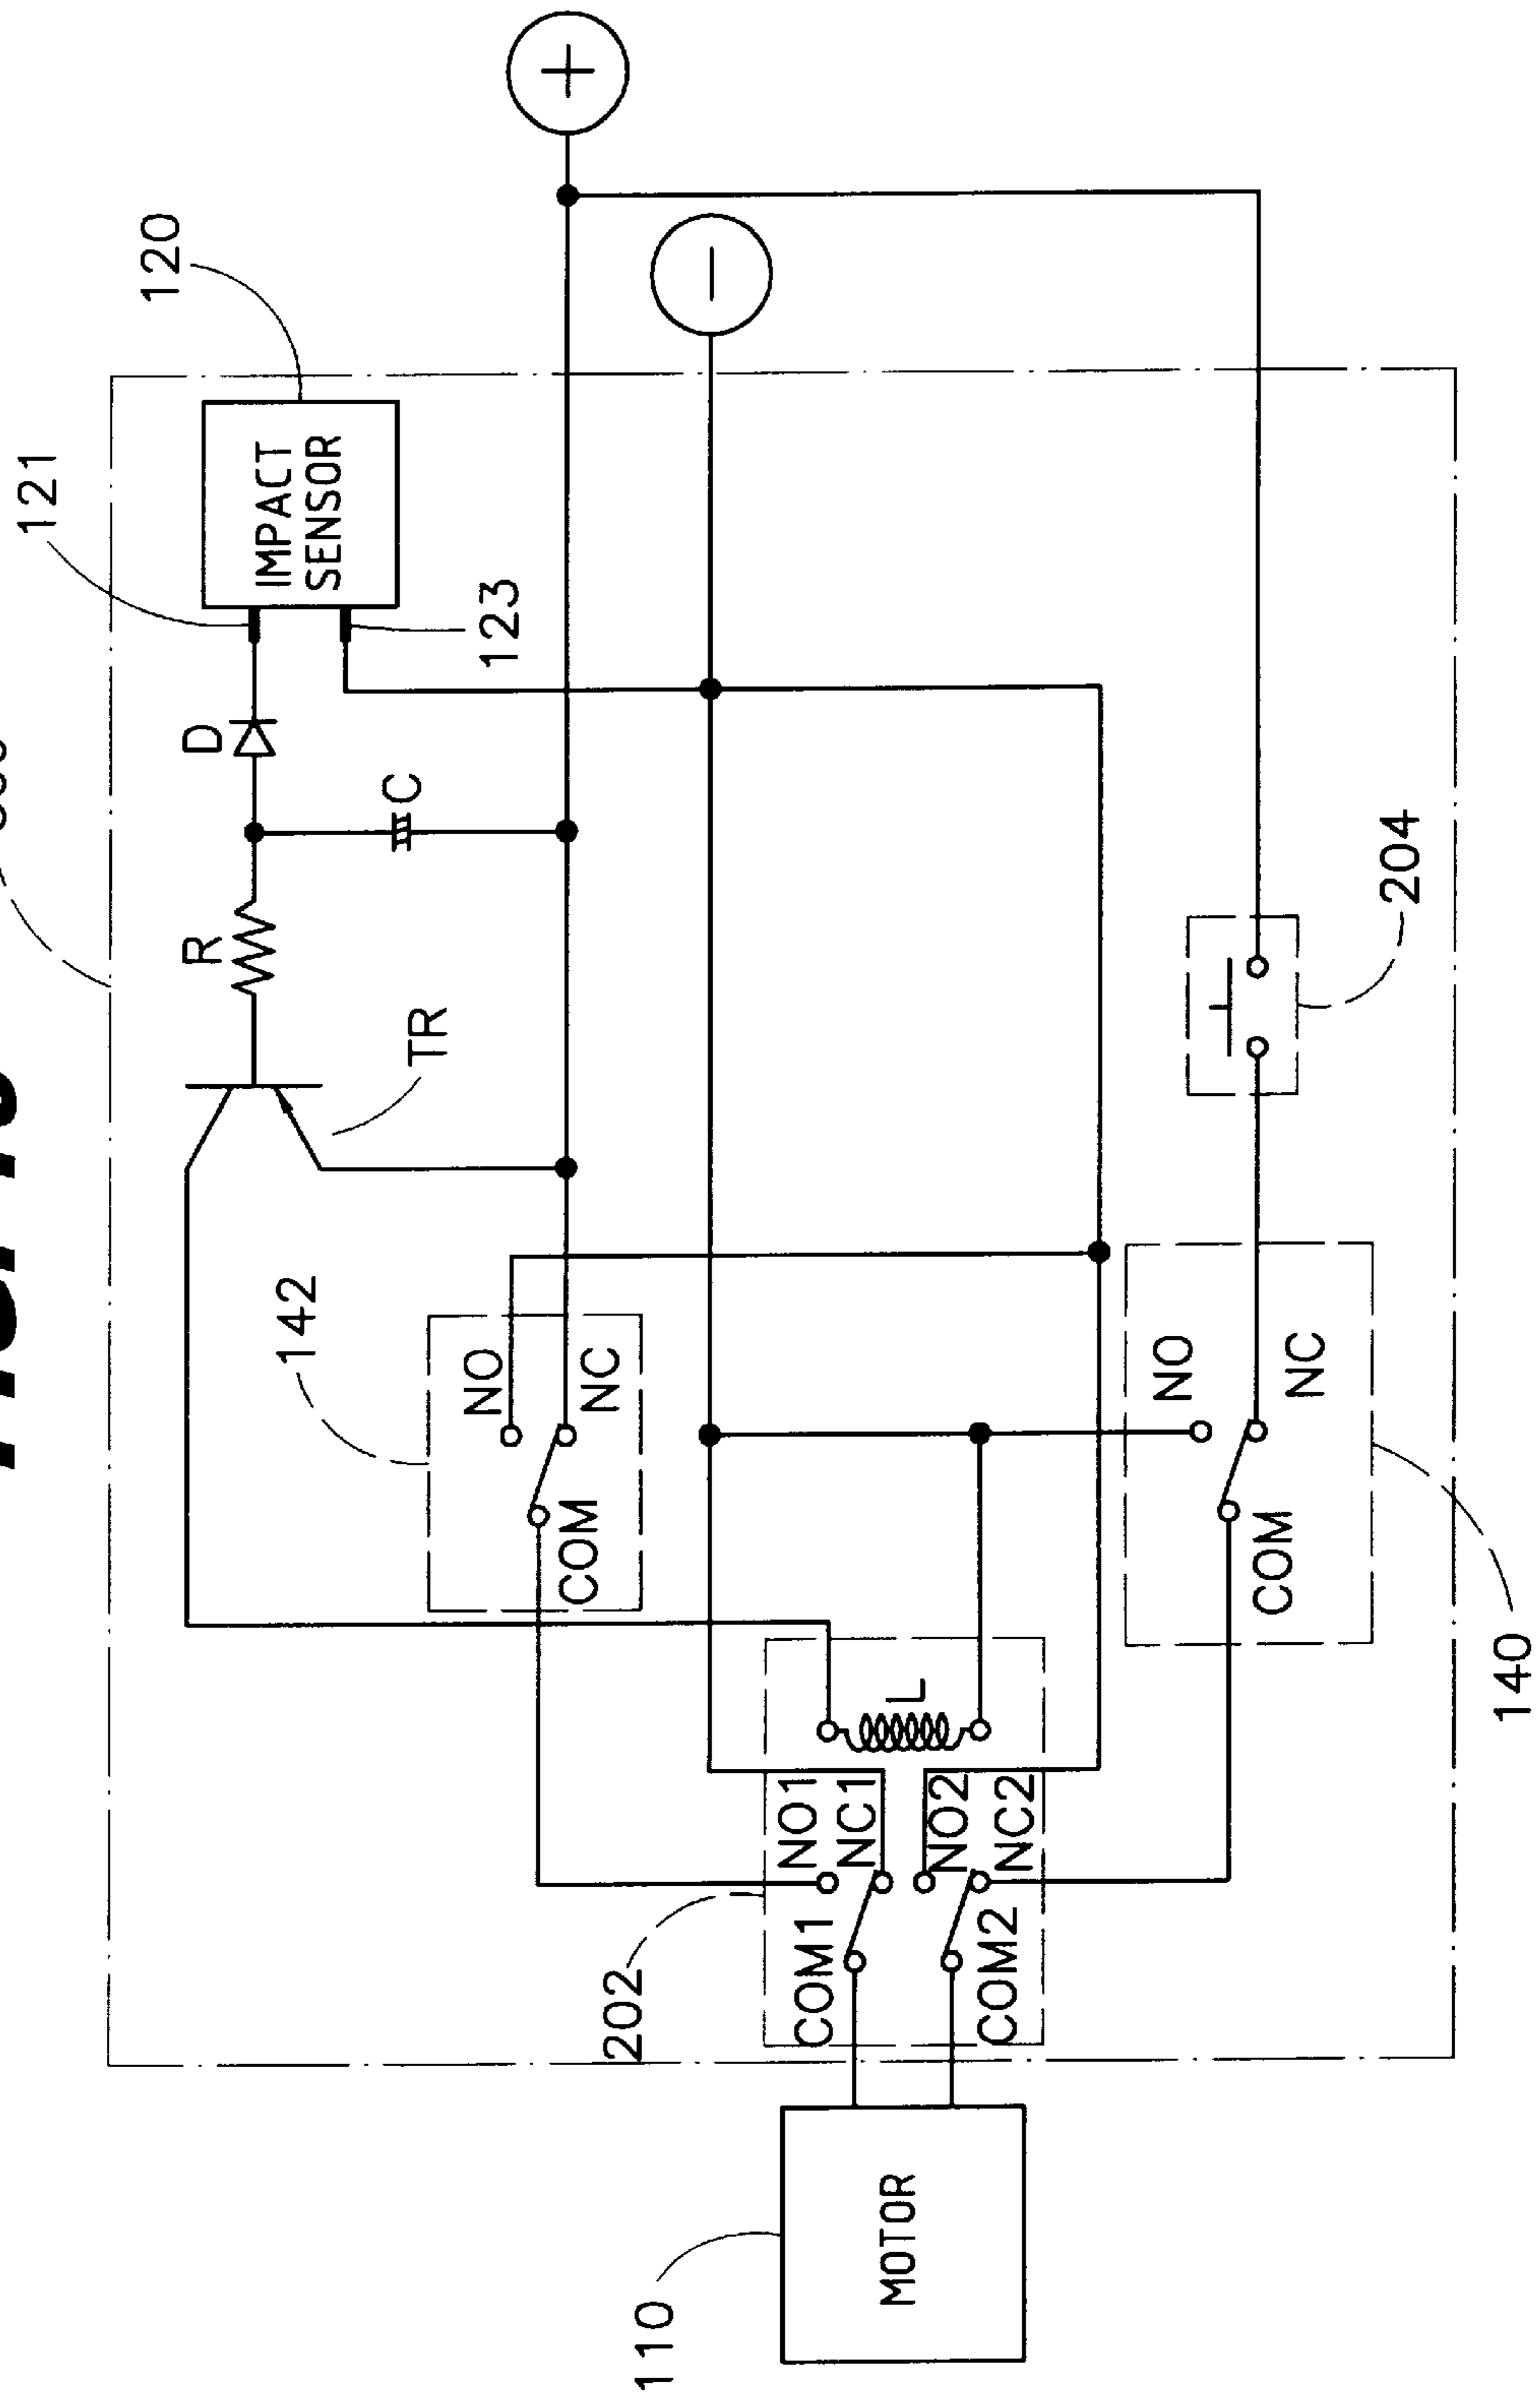 121
120
IMPACT
SENSOR
123
D
C
R
TR
142
NO
NC
COM
204
NO
NC
COM
140
L
NO1
NC1
NO2
NC2
COM1
COM2
202
MOTOR
110